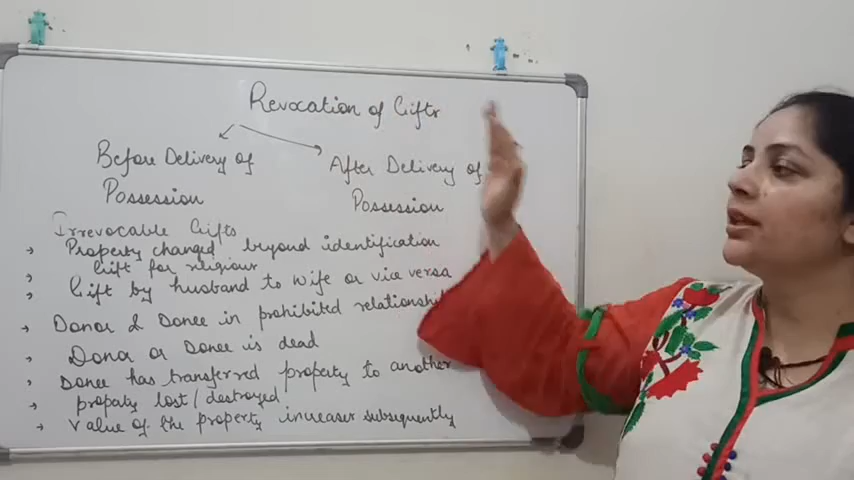 Revocation of Gifts
Before Delivery of
Possession
After Delivery of
Possession
Irrevocable Gifts
→ Property changed beyond identification
→ Gift for religious
→ Gift by husband to wife or vice versa
→ Donor & Donee in prohibited relationship
→ Donor or Donee is dead
→ Donee has transferred property to another
→ property lost/destroyed
→ Value of the property increases subsequently